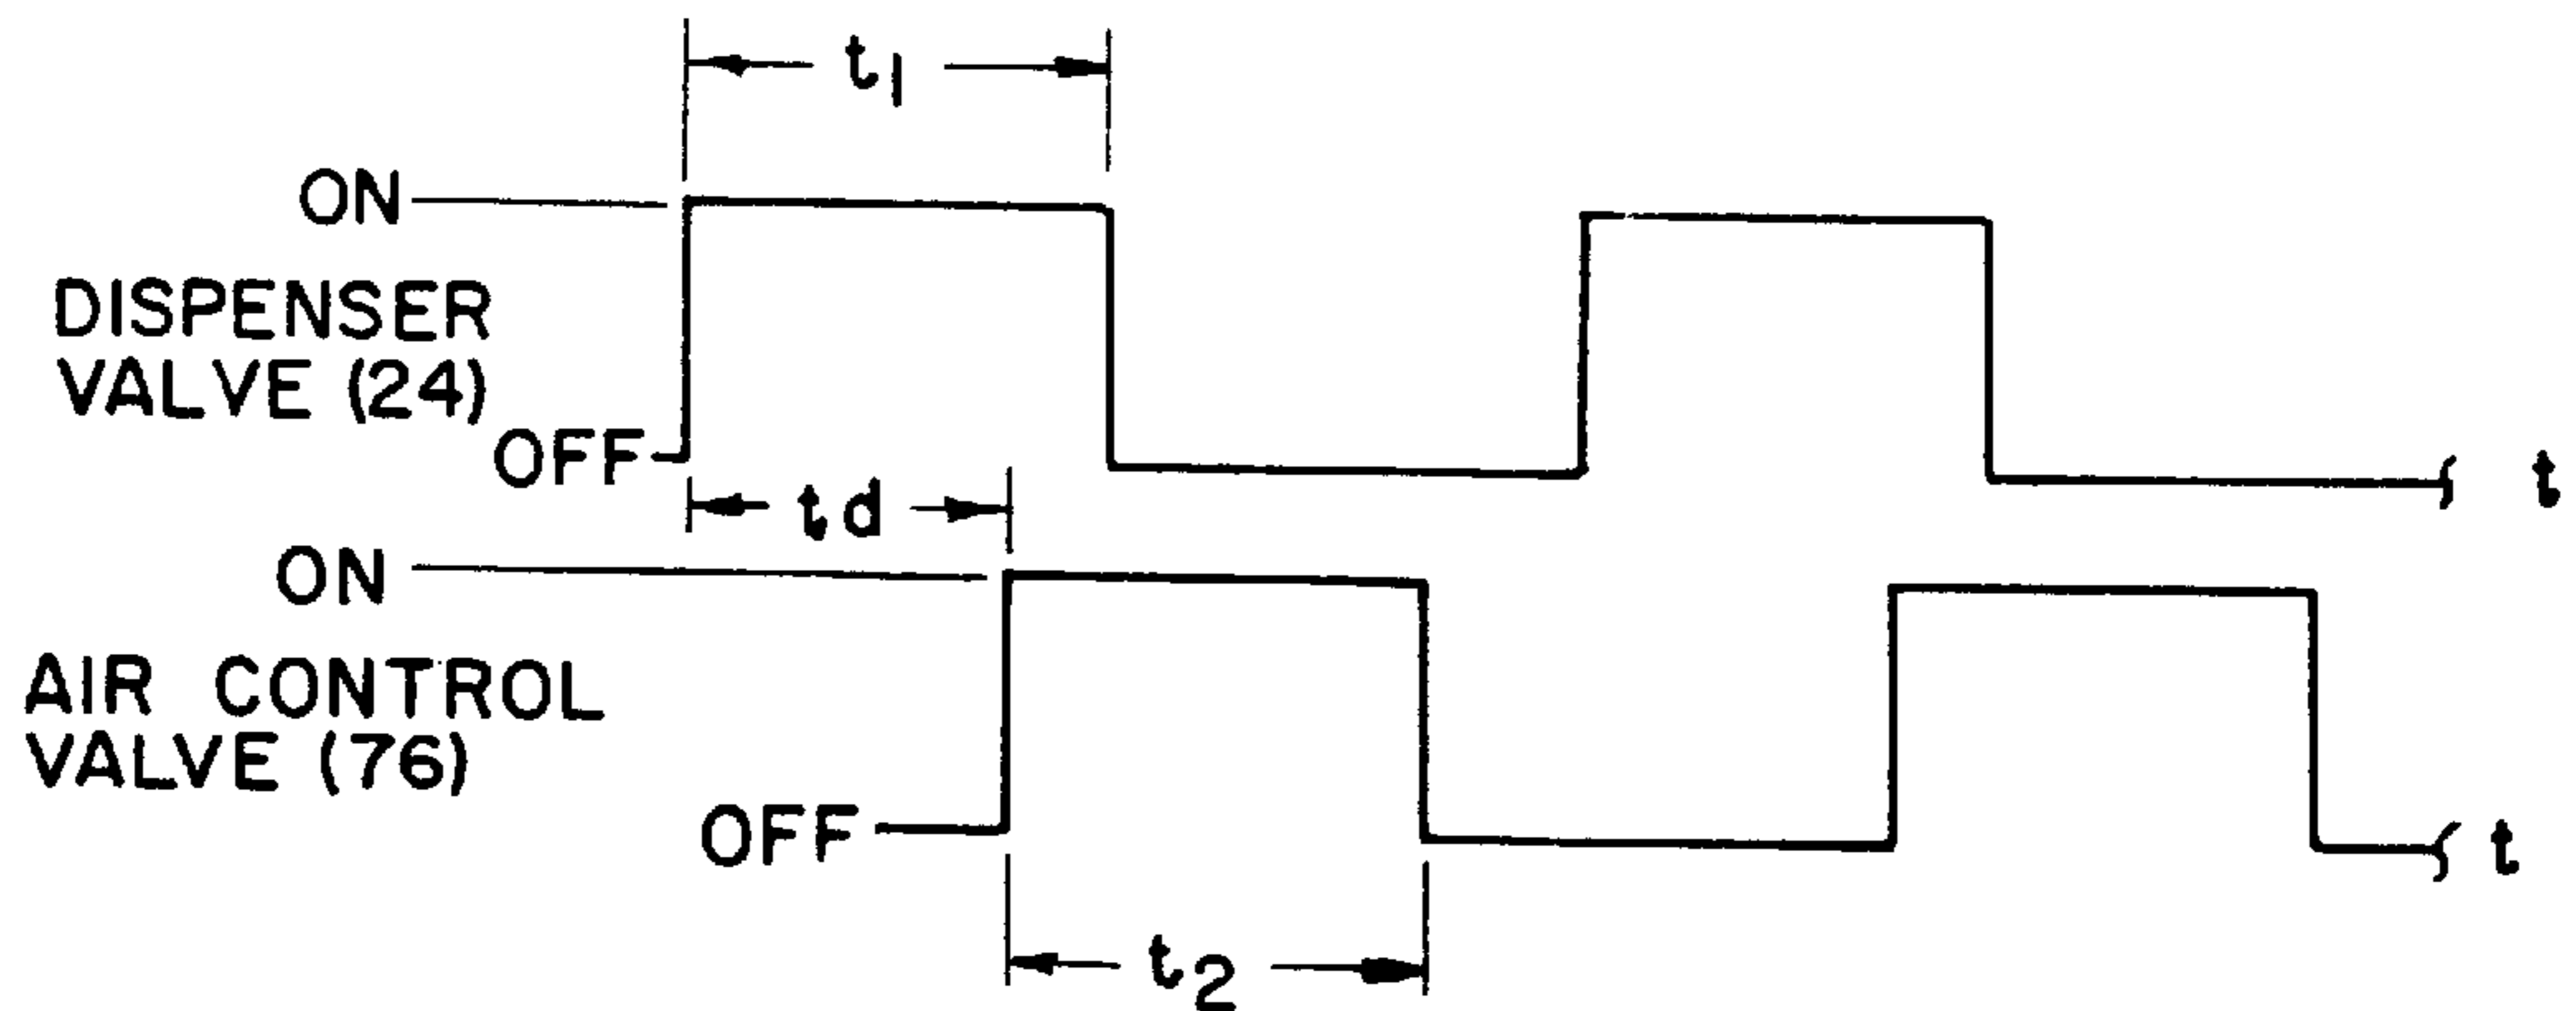 t1
ON
DISPENSER
VALVE (24)
OFF
t
td
ON
AIR CONTROL
VALVE (76)
OFF
t
t2